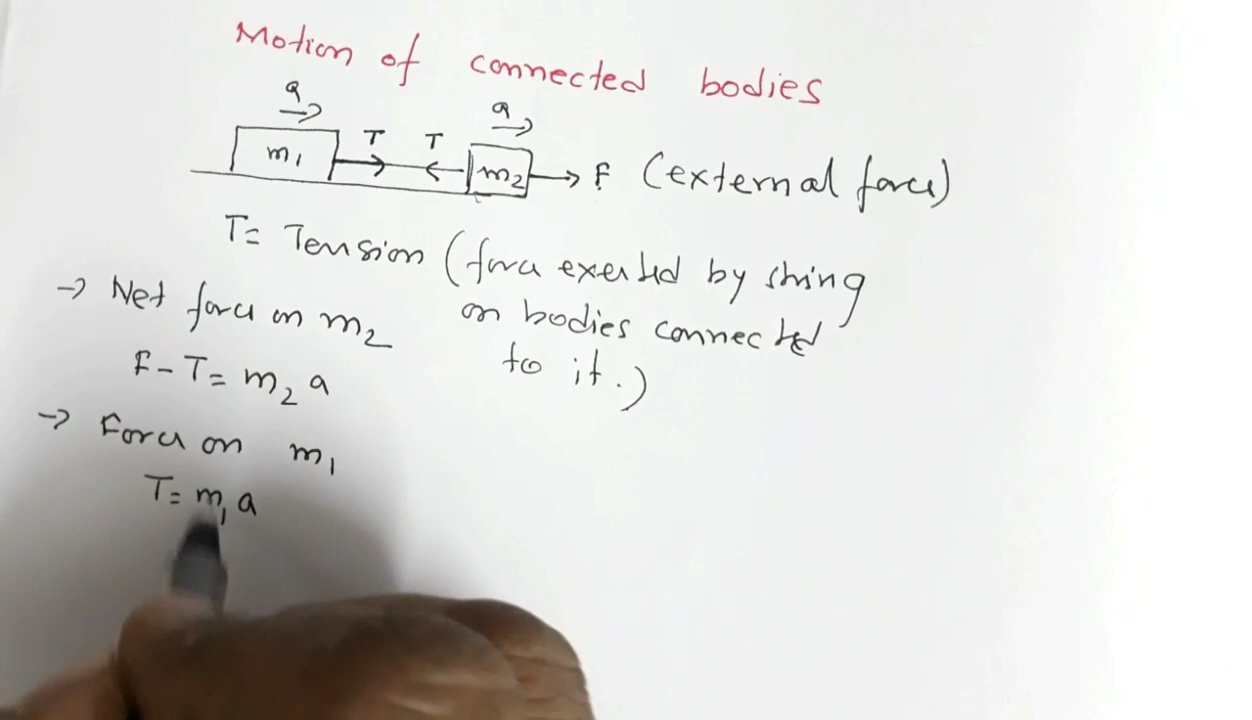 Motion of connected bodies
a a
m₁ T T m₂ F (external force)
T= Tension (force exerted by string
on bodies connected
to it.)
→ Net force on m₂
F-T= m₂ a
→ Force on m₁
T= m₁ a